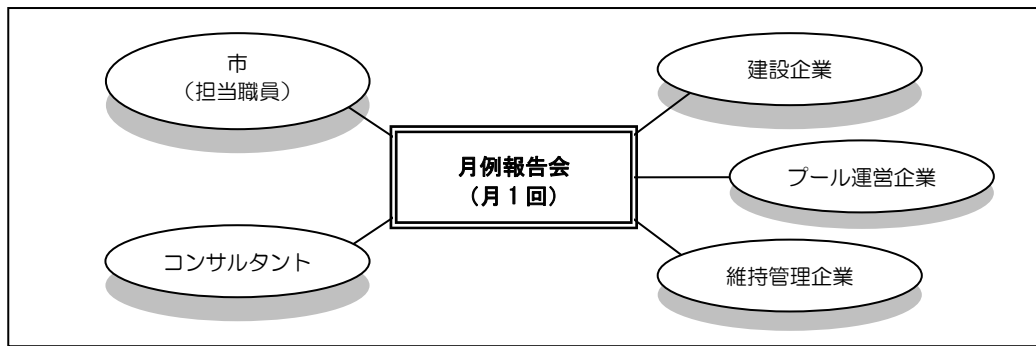 市
（担当職員）
建設企業
月例報告会
（月１回）
プール運営企業
コンサルタント
維持管理企業